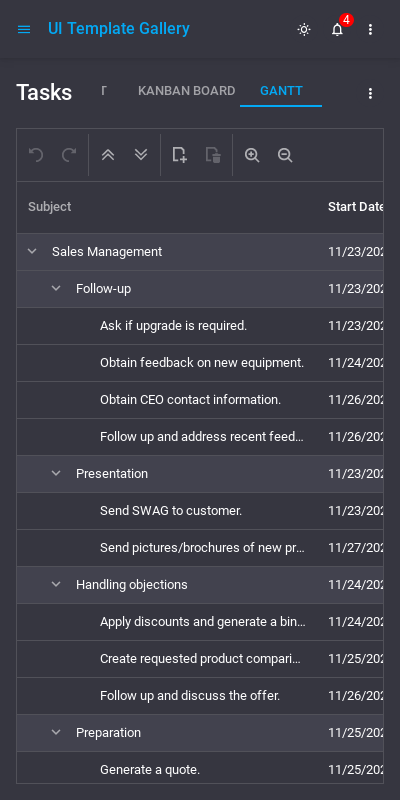 UI Template Gallery
4
Tasks
KANBAN BOARD
GANTT
Subject
Start Date
Sales Management
11/23/202
Follow-up
11/23/202
Ask if upgrade is required.
11/23/202
Obtain feedback on new equipment.
11/24/202
Obtain CEO contact information.
11/26/202
Follow up and address recent feed...
11/26/202
Presentation
11/23/202
Send SWAG to customer.
11/23/202
Send pictures/brochures of new pr...
11/27/202
Handling objections
11/24/202
Apply discounts and generate a bin...
11/24/202
Create requested product compari...
11/25/202
Follow up and discuss the offer.
11/26/202
Preparation
11/25/202
Generate a quote.
11/25/202